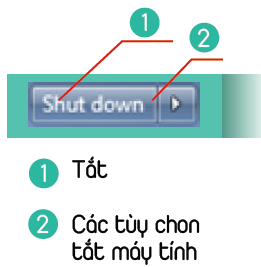 1
2
Shut down
1 Tắt
2 Các tùy chon
tắt máy tính